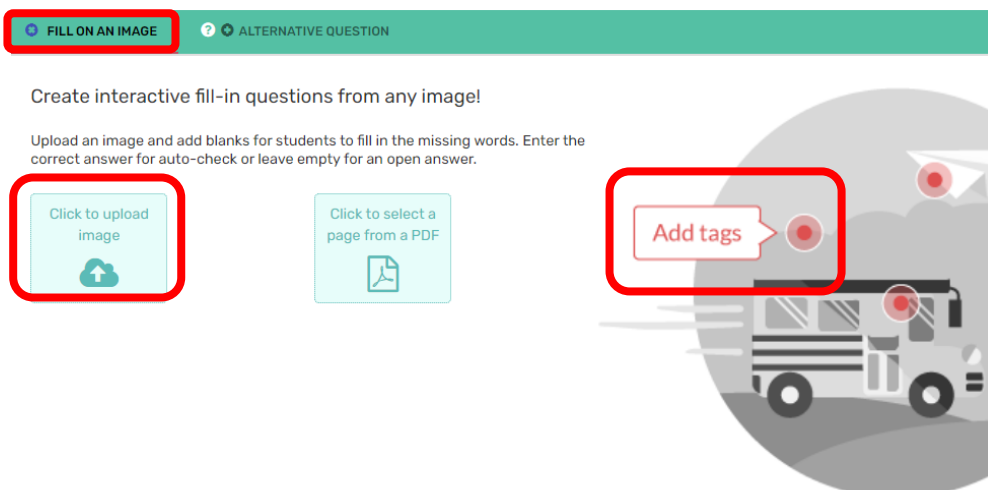 FILL ON AN IMAGE
? ALTERNATIVE QUESTION
Create interactive fill-in questions from any image!
Upload an image and add blanks for students to fill in the missing words. Enter the
correct answer for auto-check or leave empty for an open answer.
Click to upload
image
Click to select a
page from a PDF
Add tags